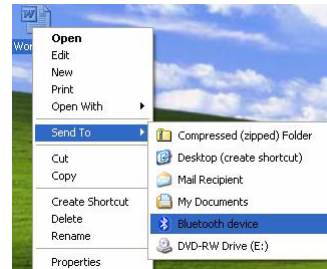 Wor
Open
Edit
New
Print
Open With
Send To
Cut
Copy
Create Shortcut
Delete
Rename
Properties
Compressed (zipped) Folder
Desktop (create shortcut)
Mail Recipient
My Documents
Bluetooth device
DVD-RW Drive (E:)